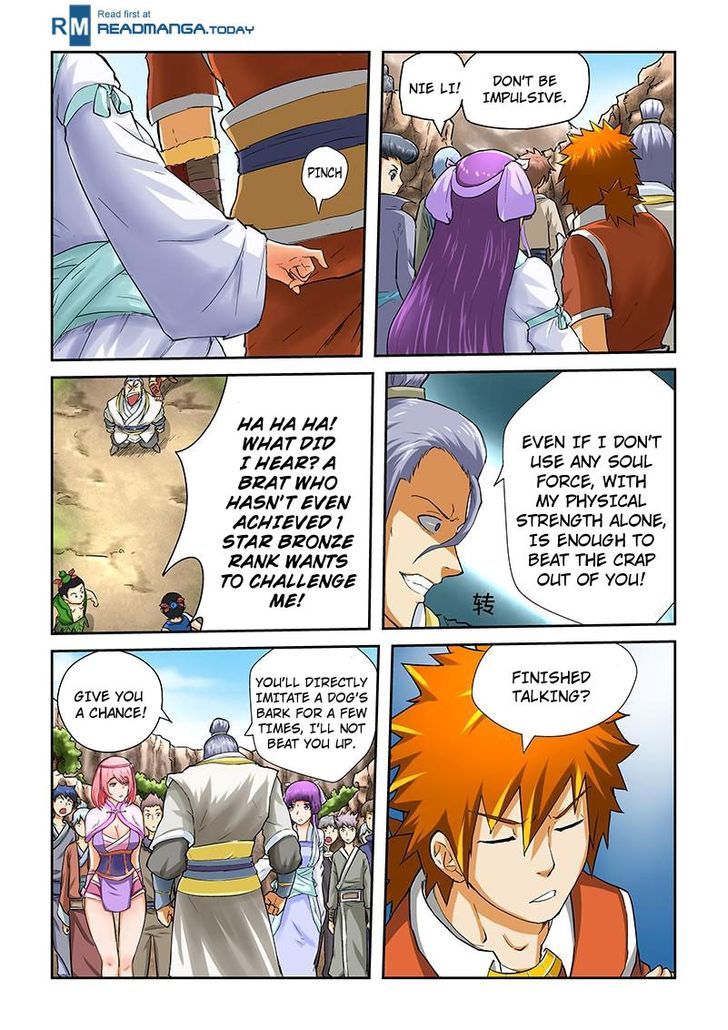 Read first at
RM READMANGA.TODAY
PINCH
NIE LI!
DON'T BE
IMPULSIVE.
HA HA HA!
WHAT DID
I HEAR? A
BRAT WHO
HASN'T EVEN
ACHIEVED 1
STAR BRONZE
RANK WANTS
TO CHALLENGE
ME!
EVEN IF I DON'T
USE ANY SOUL
FORCE, WITH
MY PHYSICAL
STRENGTH ALONE,
IS ENOUGH TO
BEAT THE CRAP
OUT OF YOU!
转
GIVE YOU
A CHANCE!
YOU'LL DIRECTLY
IMITATE A DOG'S
BARK FOR A FEW
TIMES, I'LL NOT
BEAT YOU UP.
FINISHED
TALKING?